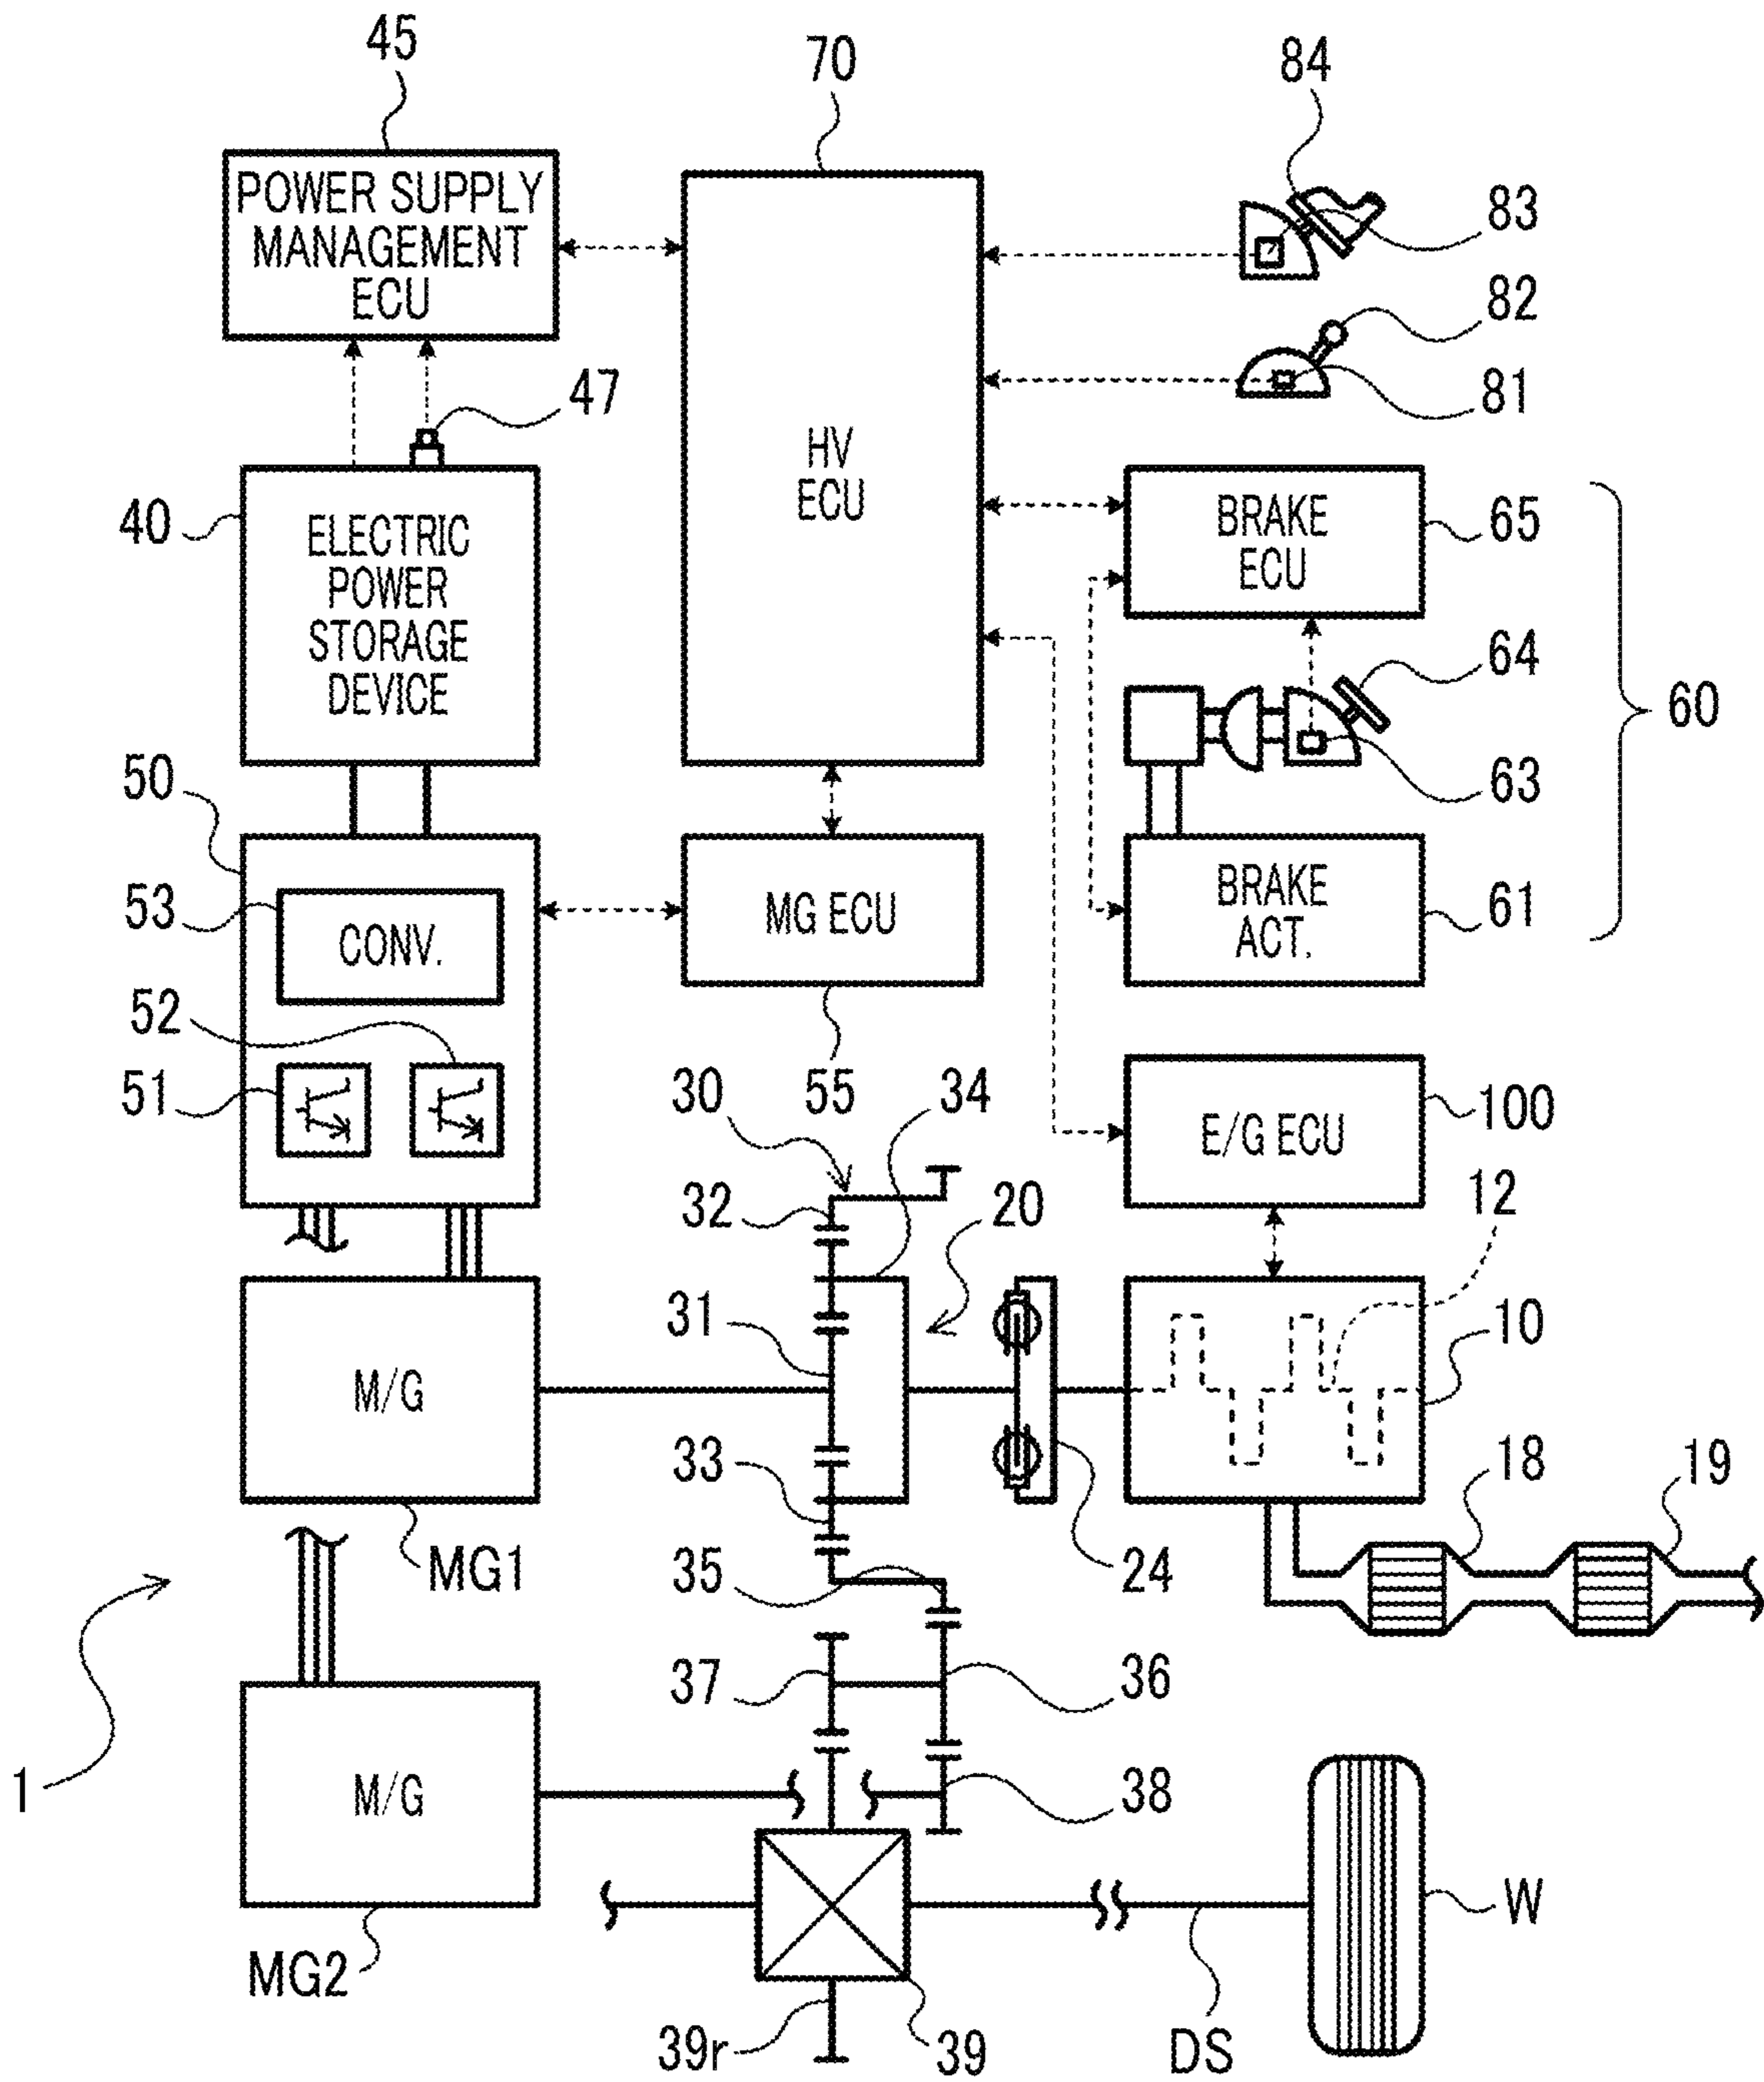 45
70
84
POWER SUPPLY
MANAGEMENT
ECU
83
82
81
47
HV
ECU
40
ELECTRIC
POWER
STORAGE
DEVICE
BRAKE
ECU
65
64
60
63
50
53
CONV.
MG ECU
BRAKE
ACT.
61
52
51
55
30
34
E/G ECU
100
32
20
12
31
10
M/G
33
18
19
MG1
35
24
37
36
1
M/G
38
W
MG2
39r
39
DS